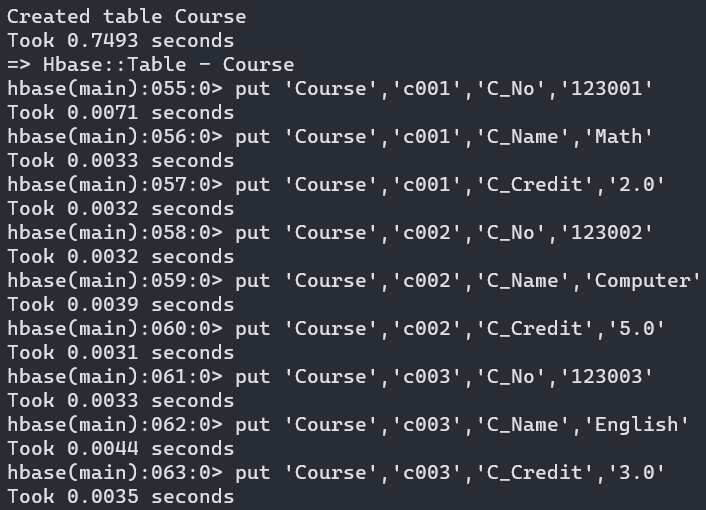 Created table Course
Took 0.7493 seconds
=> Hbase::Table - Course
hbase(main):055:0> put 'Course','c001','C_No','123001'
Took 0.0071 seconds
hbase(main):056:0> put 'Course','c001','C_Name','Math'
Took 0.0033 seconds
hbase(main):057:0> put 'Course','c001','C_Credit','2.0'
Took 0.0032 seconds
hbase(main):058:0> put 'Course','c002','C_No','123002'
Took 0.0032 seconds
hbase(main):059:0> put 'Course','c002','C_Name','Computer'
Took 0.0039 seconds
hbase(main):060:0> put 'Course','c002','C_Credit','5.0'
Took 0.0031 seconds
hbase(main):061:0> put 'Course','c003','C_No','123003'
Took 0.0033 seconds
hbase(main):062:0> put 'Course','c003','C_Name','English'
Took 0.0044 seconds
hbase(main):063:0> put 'Course','c003','C_Credit','3.0'
Took 0.0035 seconds